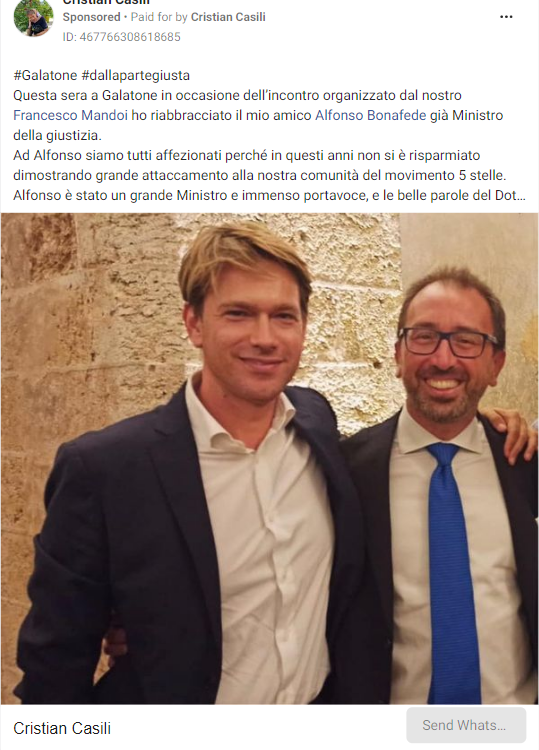 Cristian Casili
Sponsored • Paid for by Cristian Casili
ID: 467766308618685
#Galatone #dallapartegiusta
Questa sera a Galatone in occasione dell'incontro organizzato dal nostro
Francesco Mandoi ho riabbracciato il mio amico Alfonso Bonafede già Ministro
della giustizia.
Ad Alfonso siamo tutti affezionati perché in questi anni non si è risparmiato
dimostrando grande attaccamento alla nostra comunità del movimento 5 stelle.
Alfonso è stato un grande Ministro e immenso portavoce, e le belle parole del Dot...
Cristian Casili
Send Whats...